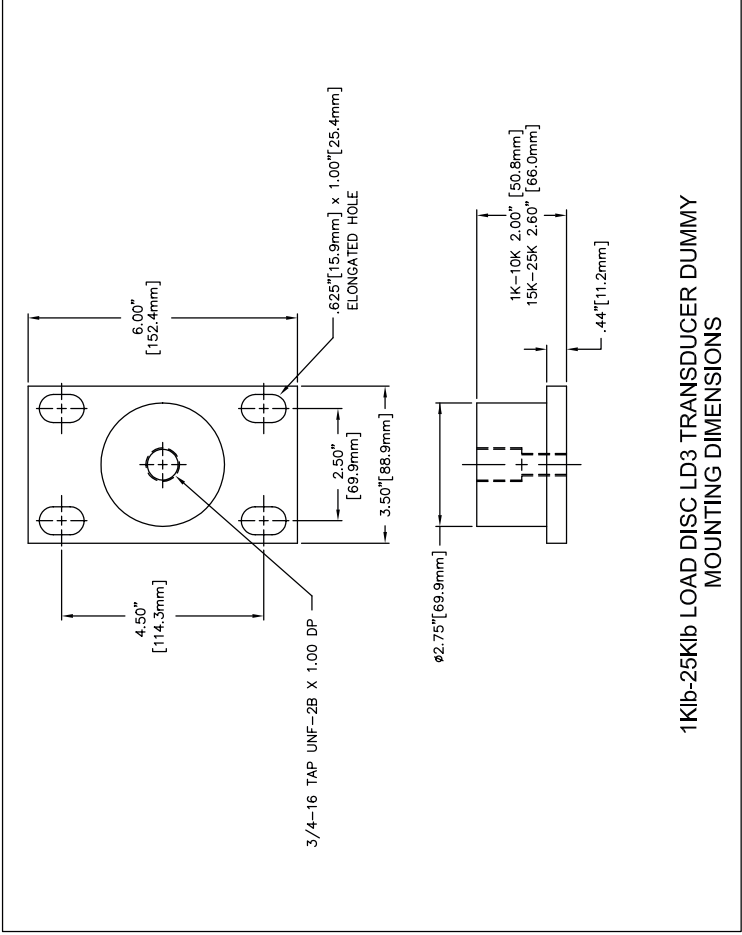 6.00"
[152.4mm]
.625"[15.9mm] x 1.00"[25.4mm]
ELONGATED HOLE
2.50"
[69.9mm]
3.50"[88.9mm]
4.50"
[114.3mm]
3/4-16 TAP UNF-2B X 1.00 DP
1K-10K 2.00" [50.8mm]
15K-25K 2.60" [66.0mm]
.44"[11.2mm]
ø2.75"[69.9mm]
1Klb-25Klb LOAD DISC LD3 TRANSDUCER DUMMY
MOUNTING DIMENSIONS